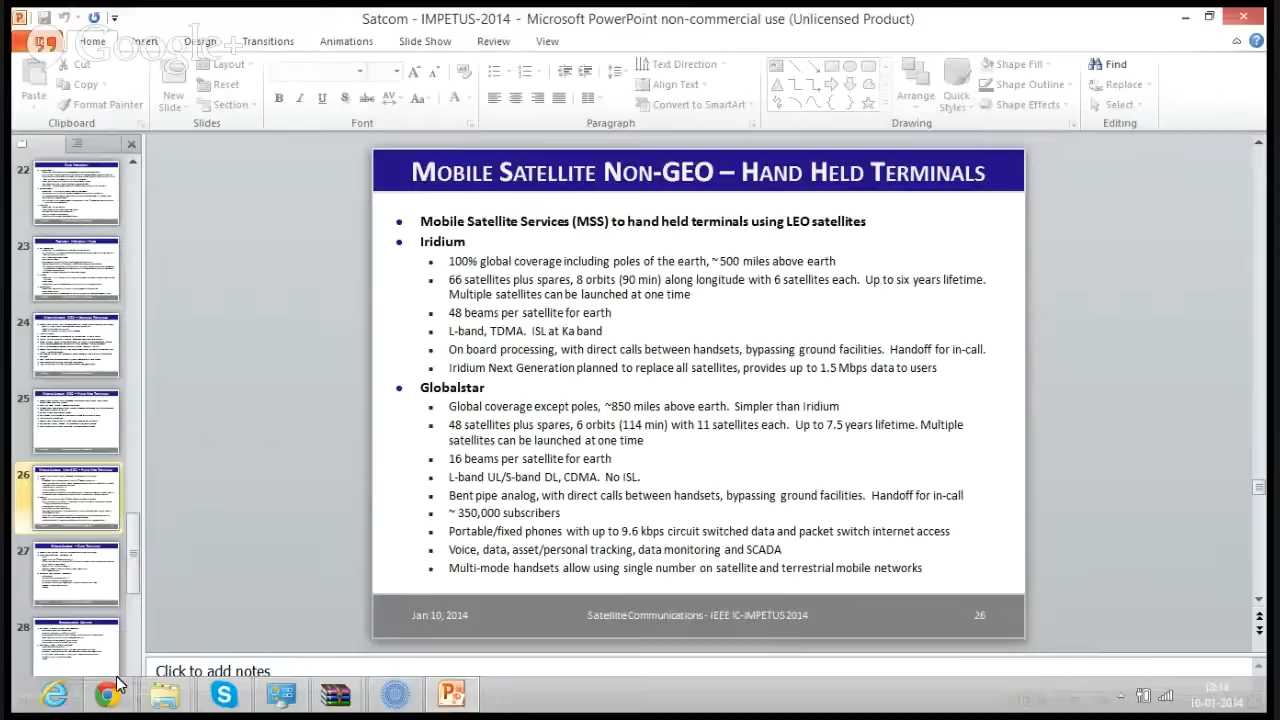 Satcom - IMPETUS-2014 - Microsoft PowerPoint non-commercial use (Unlicensed Product)
Google+
Home Insert Design Transitions Animations Slide Show Review View
Cut
Copy
Format Painter
Paste
Clipboard
New Slide
Layout
Reset
Section
Slides
Font
Text Direction
Align Text
Convert to SmartArt
Paragraph
Arrange
Quick Styles
Shape Fill
Shape Outline
Shape Effects
Drawing
Find
Replace
Select
Editing
22
23
24
25
26
27
28
MOBILE SATELLITE NON-GEO – HAND HELD TERMINALS
Mobile Satellite Services (MSS) to hand held terminals using LEO satellites
Iridium
100% global coverage including poles of the earth, ~ 500 miles above earth
66 satellites plus spares, orbits (90 min) along longitude with satellites each. Up to six years lifetime.
Multiple satellites can be launched at one time
48 beams per satellite for earth
L-band, TDMA. ISL at Ka band
On board processing, with direct calls between handsets, bypassing ground facilities. Handoff for in-call.
Iridium Next Generation planned to replace all satellites, provides up to 1.5 Mbps data to users
Globalstar
Global coverage except poles, ~850 miles above earth. Simpler than Iridium
48 satellites plus spares, 6 orbits (114 min) with 11 satellites each. Up to 7.5 years lifetime. Multiple
satellites can be launched at one time
16 beams per satellite for earth
L-band UL/S-band DL, CDMA. No ISL.
Bent pipe routing, with direct calls between handsets, bypassing ground facilities. Handoff for in-call
~ 350,000 subscribers
Portable/fixed phones with up to 9.6 kbps circuit switched data and packet switch internet access
Voice, data, asset/personal tracking, data monitoring and SCADA
Multi-mode handsets allow using single number on satellite and terrestrial mobile networks
Jan 10, 2014 Satellite Communications - IEEE IC-IMPETUS 2014 26
Click to add notes
12:14
10-01-2014